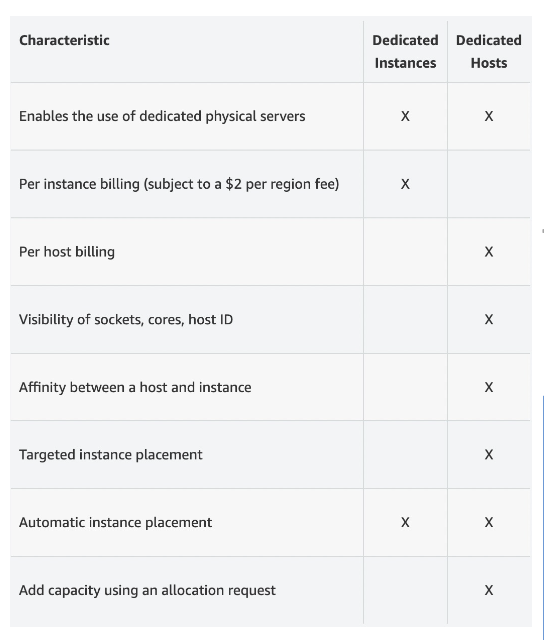 Characteristic Dedicated Instances Dedicated Hosts
Enables the use of dedicated physical servers X X
Per instance billing (subject to a $2 per region fee) X
Per host billing X
Visibility of sockets, cores, host ID X
Affinity between a host and instance X
Targeted instance placement X
Automatic instance placement X X
Add capacity using an allocation request X